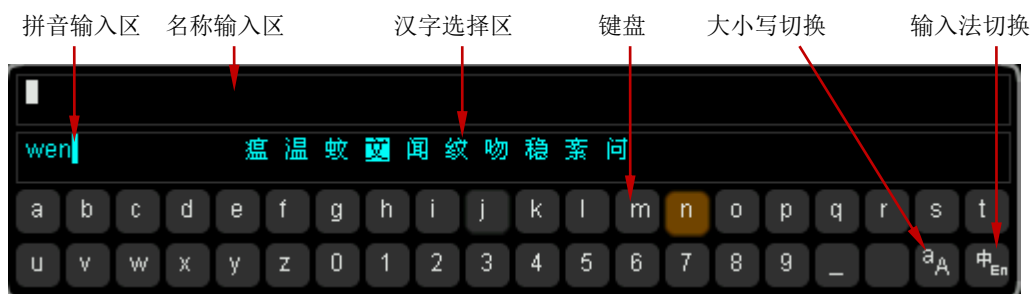 拼音输入区 名称输入区 汉字选择区 键盘 大小写切换 输入法切换
wen 瘟 温 蚊 文 闻 纹 吻 稳 紊 问
a b c d e f g h i j k l m n o p q r s t
u v w x y z 0 1 2 3 4 5 6 7 8 9 _ aA 中En